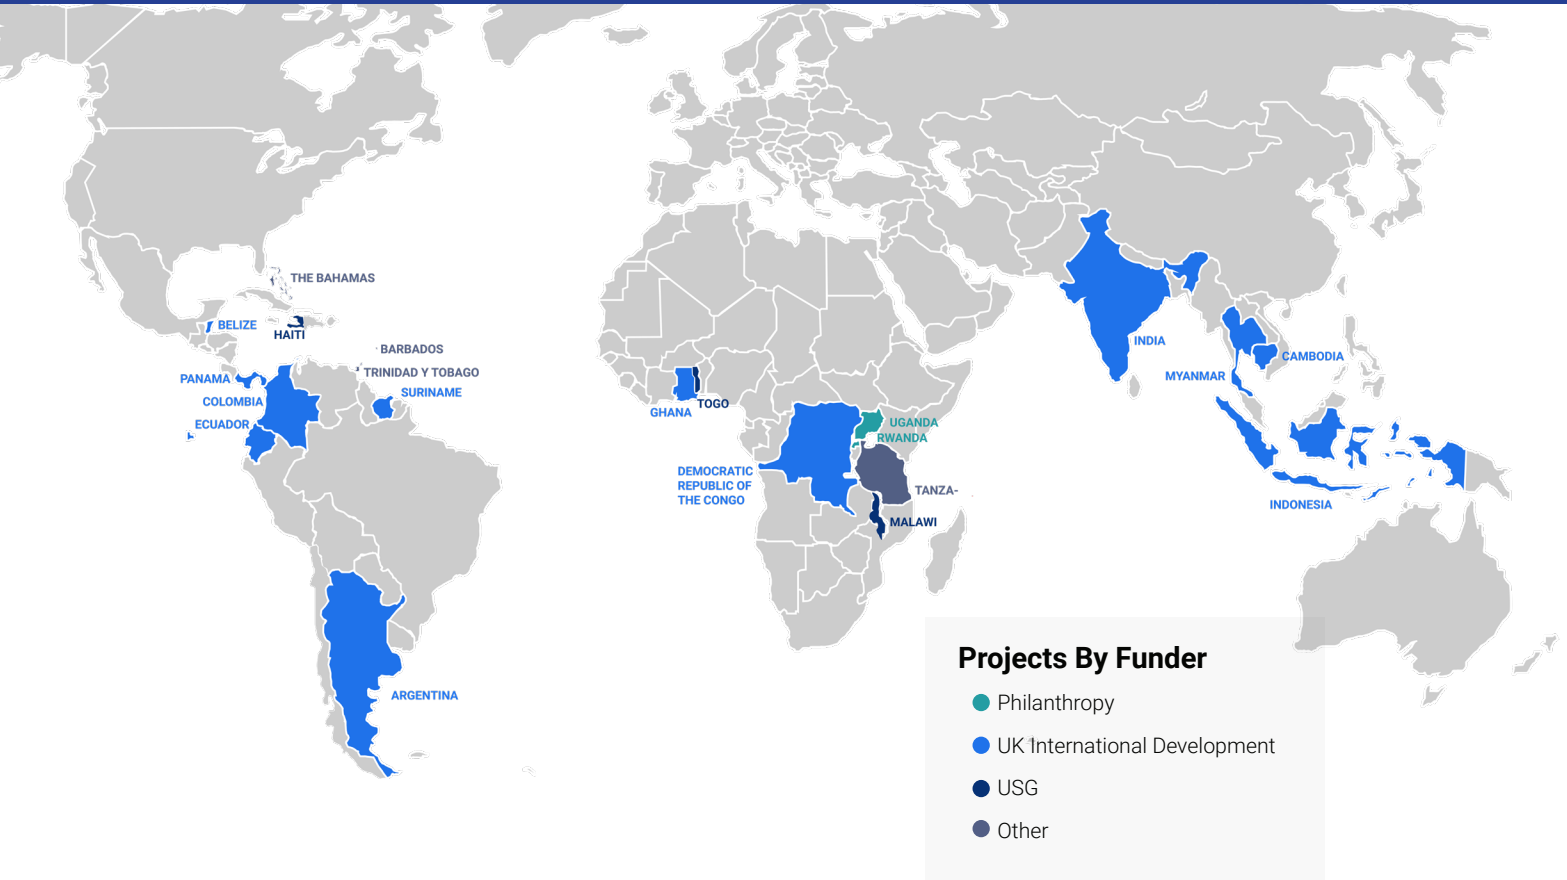 THE BAHAMAS
BELIZE
HAITI
BARBADOS
TRINIDAD Y TOBAGO
PANAMA
SURINAME
COLOMBIA
ECUADOR
ARGENTINA
GHANA
TOGO
UGANDA
RWANDA
DEMOCRATIC
REPUBLIC OF
THE CONGO
TANZA-
MALAWI
INDIA
MYANMAR
CAMBODIA
INDONESIA
Projects By Funder
Philanthropy
UK International Development
USG
Other